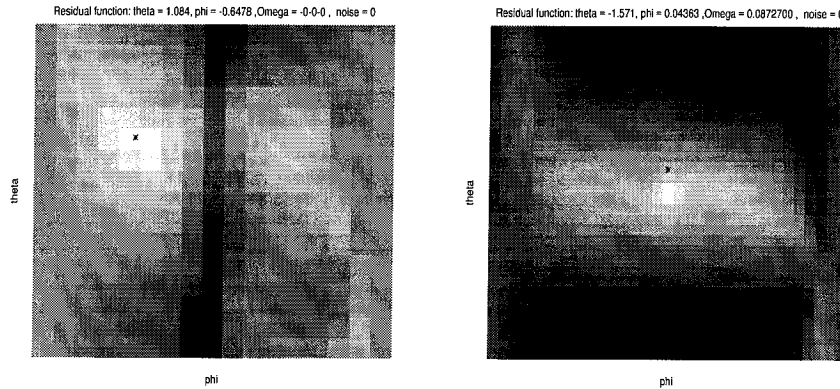 Residual function: theta = 1.084, phi = -0.6478 ,Omega = -0-0-0 , noise = 0
theta
phi
Residual function: theta = -1.571, phi = 0.04363 ,Omega = 0.0872700 , noise = 0
theta
phi